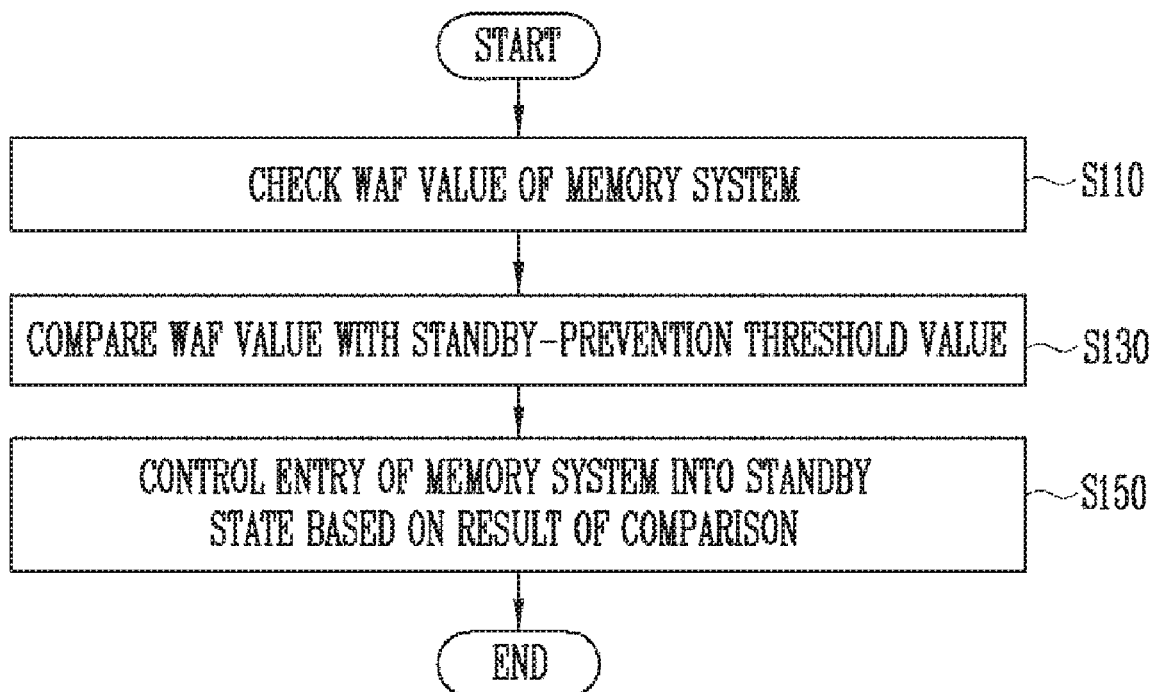 START
CHECK WAF VALUE OF MEMORY SYSTEM
S110
COMPARE WAF VALUE WITH STANDBY-PREVENTION THRESHOLD VALUE
S130
CONTROL ENTRY OF MEMORY SYSTEM INTO STANDBY
STATE BASED ON RESULT OF COMPARISON
S150
END